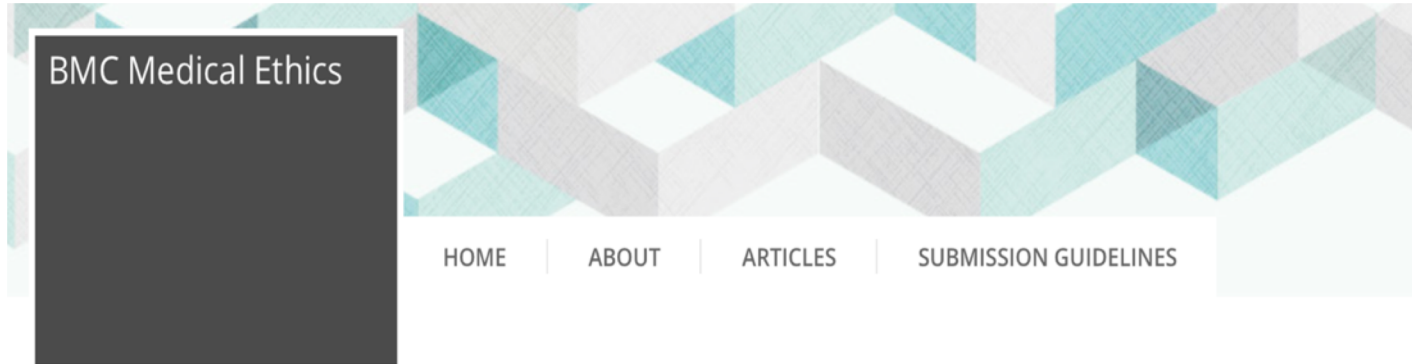 BMC Medical Ethics
HOME ABOUT ARTICLES SUBMISSION GUIDELINES